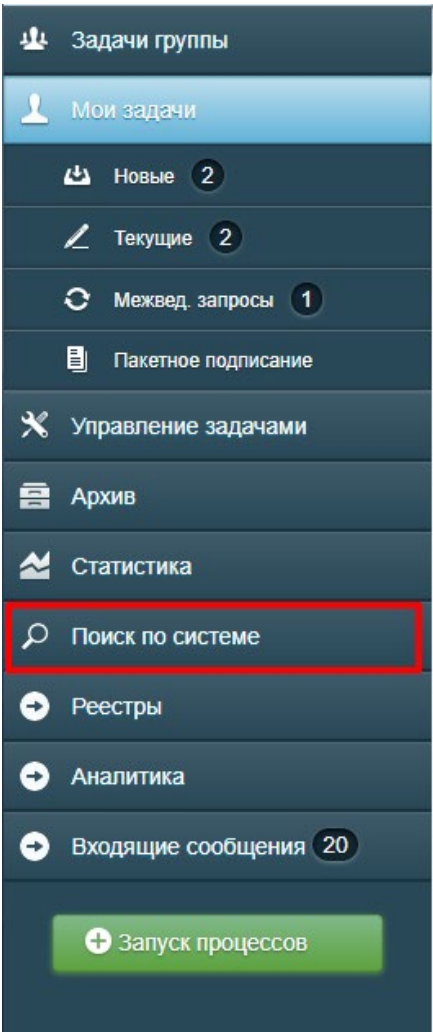 Задачи группы
Мои задачи
Новые 2
Текущие 2
Межвед. запросы 1
Пакетное подписание
Управление задачами
Архив
Статистика
Поиск по системе
Реестры
Аналитика
Входящие сообщения 20
Запуск процессов